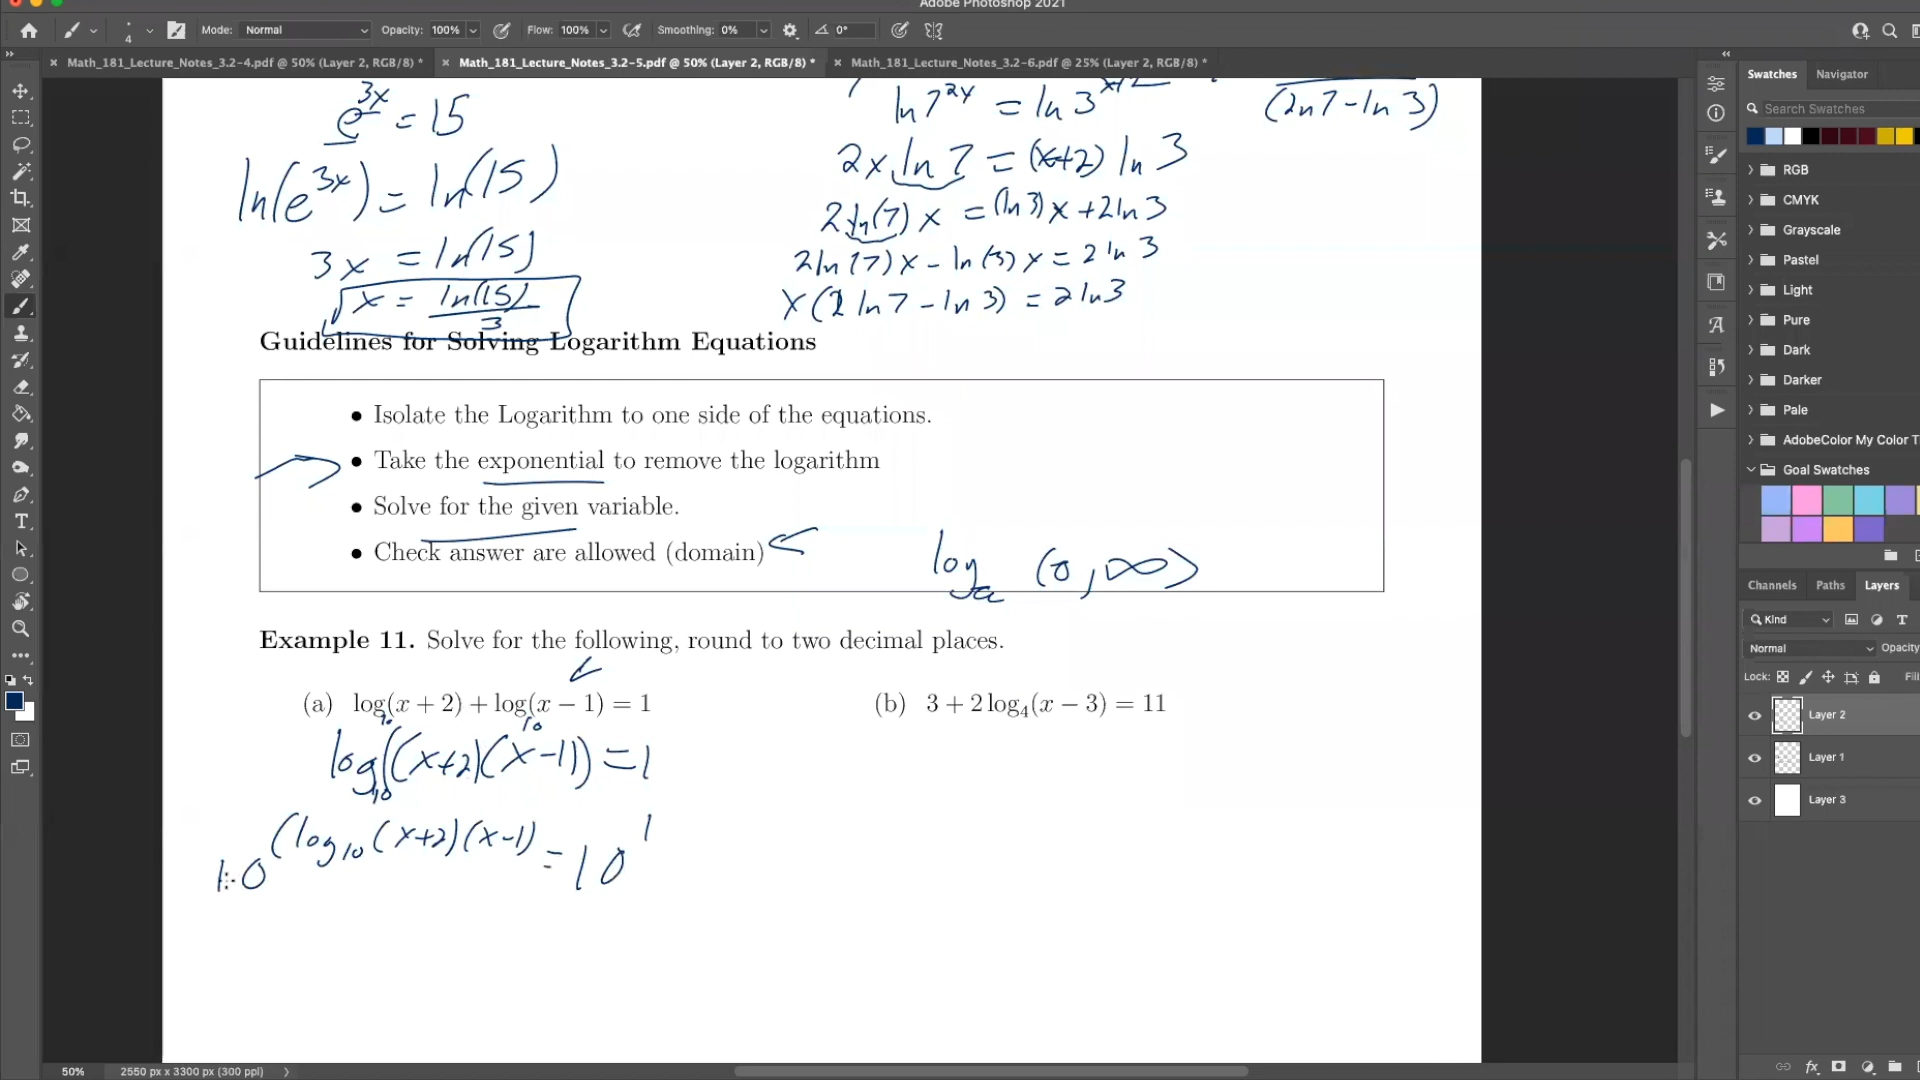 Adobe Photoshop 2021
4 Mode: Normal Opacity: 100% Flow: 100% Smoothing: 0% 0°
Math_181_Lecture_Notes_3.2-4.pdf @ 50% (Layer 2, RGB/8) *
Math_181_Lecture_Notes_3.2-5.pdf @ 50% (Layer 2, RGB/8) *
Math_181_Lecture_Notes_3.2-6.pdf @ 25% (Layer 2, RGB/8) *
e^3x = 15
ln(e^3x) = ln(15)
3x = ln(15)
x = ln(15)/3
ln 7^2x = ln 3^x+2
2x ln 7 = (x+2) ln 3
2 ln(7) x = (ln 3) x + 2 ln 3
2 ln(7) x - ln(3) x = 2 ln 3
x (2 ln 7 - ln 3) = 2 ln 3
(2 ln 7 - ln 3)
Guidelines for Solving Logarithm Equations
• Isolate the Logarithm to one side of the equations.
• Take the exponential to remove the logarithm
• Solve for the given variable.
• Check answer are allowed (domain)
log_a (0, ∞)
Example 11. Solve for the following, round to two decimal places.
(a) log(x + 2) + log(x − 1) = 1
10 10
log_10((x+2)(x-1)) = 1
10^(log_10 (x+2)(x-1) = 10^1
(b) 3 + 2 log₄(x − 3) = 11
50% 2550 px x 3300 px (300 ppi)
Swatches Navigator
Search Swatches
RGB
CMYK
Grayscale
Pastel
Light
Pure
Dark
Darker
Pale
AdobeColor My Color T
Goal Swatches
Channels Paths Layers
Kind
Normal Opacity
Lock: Fill
Layer 2
Layer 1
Layer 3